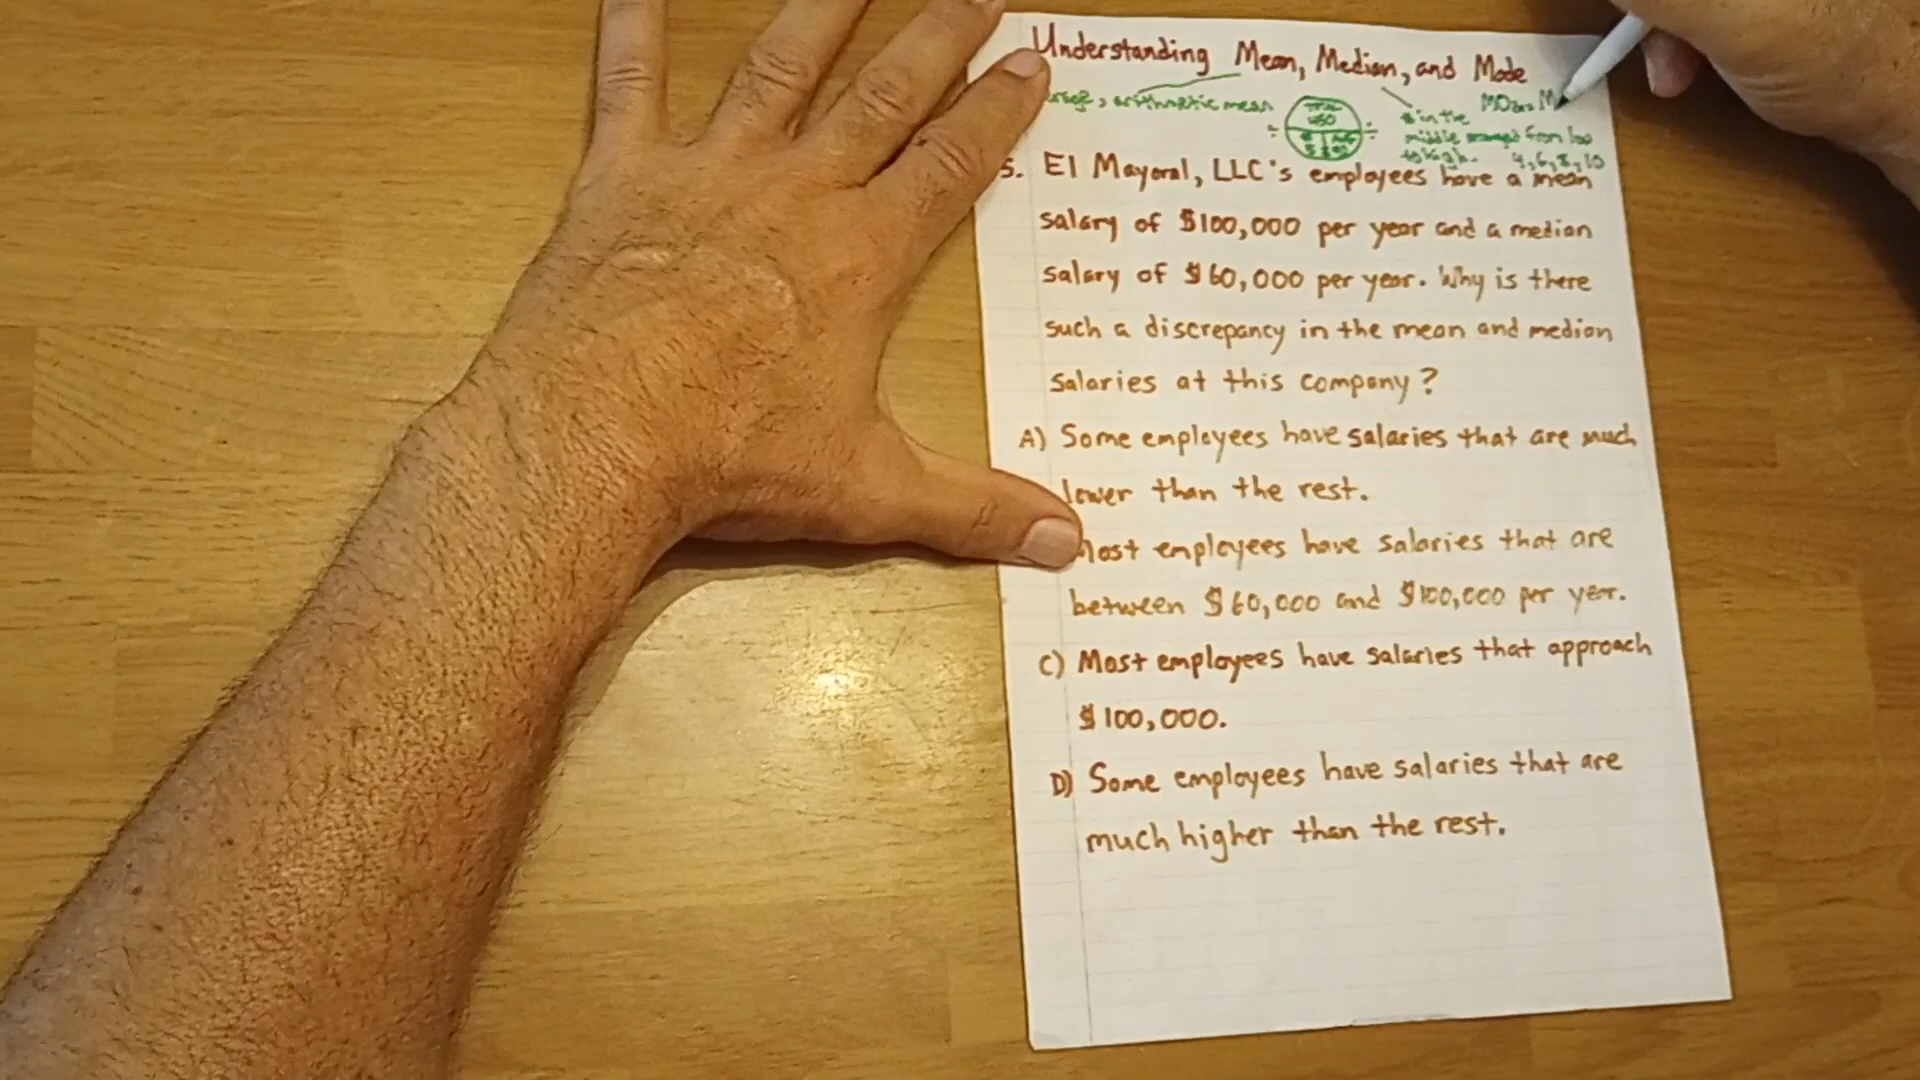 Understanding Mean, Median, and Mode
arithmetic mean
# in the
middle arranged from low
to high. 4, 6, 8, 10
5. El Mayoral, LLC's employees have a mean
salary of $100,000 per year and a median
salary of $60,000 per year. Why is there
such a discrepancy in the mean and median
salaries at this company?
A) Some employees have salaries that are much
lower than the rest.
Most employees have salaries that are
between $60,000 and $100,000 per year.
C) Most employees have salaries that approach
$100,000.
D) Some employees have salaries that are
much higher than the rest.